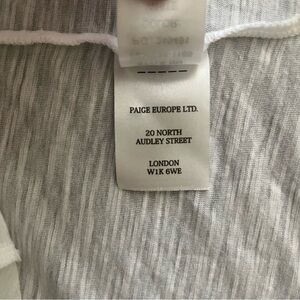 PAIGE EUROPE LTD.
20 NORTH
AUDLEY STREET
LONDON
W1K 6WE